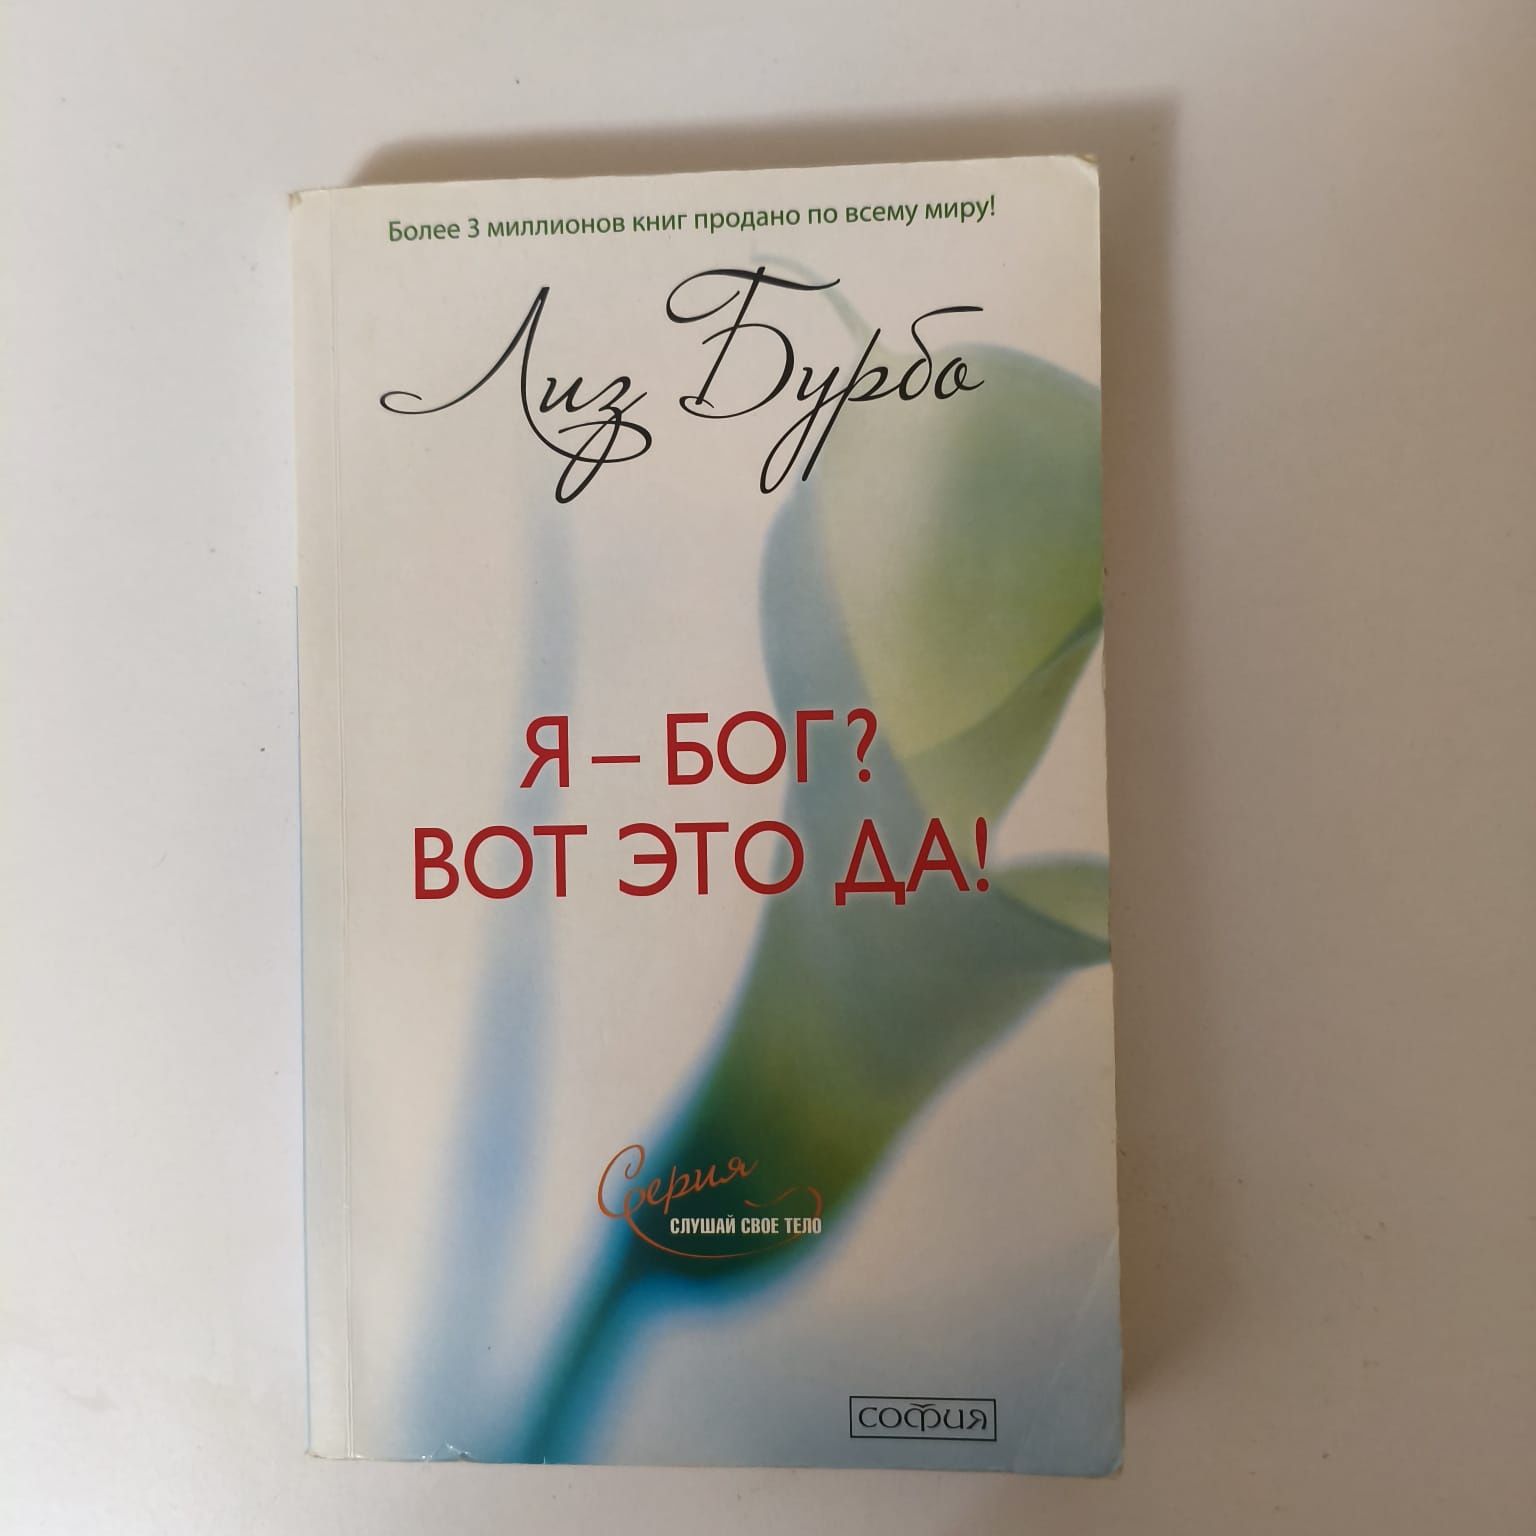 Более 3 миллионов книг продано по всему миру!
Лиз Бурбо
Я – БОГ?
ВОТ ЭТО ДА!
Серия
СЛУШАЙ СВОЕ ТЕЛО
СОФИЯ